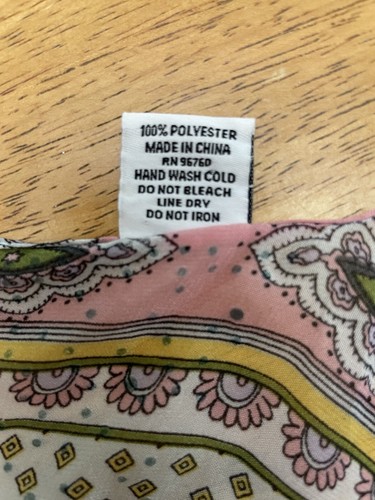 100% POLYESTER
MADE IN CHINA
RN 96760
HAND WASH COLD
DO NOT BLEACH
LINE DRY
DO NOT IRON